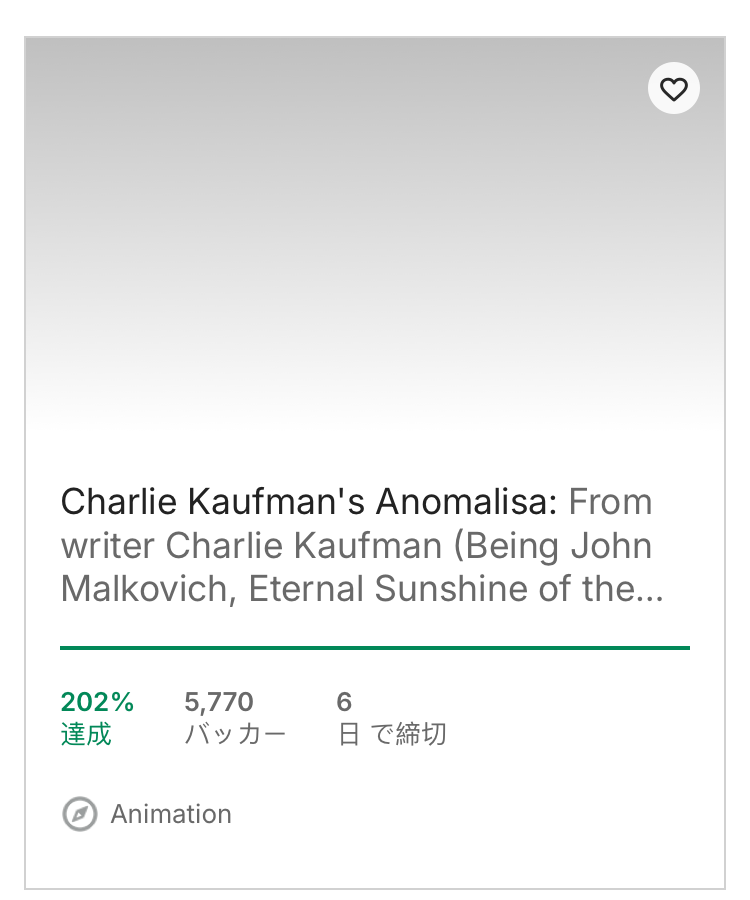 Charlie Kaufman's Anomalisa: From
writer Charlie Kaufman (Being John
Malkovich, Eternal Sunshine of the...
202% 5,770 6
達成 バッカー 日 で締切
Animation